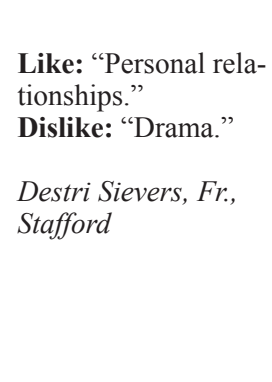 Like: “Personal rela-
tionships.”
Dislike: “Drama.”
Destri Sievers, Fr.,
Stafford